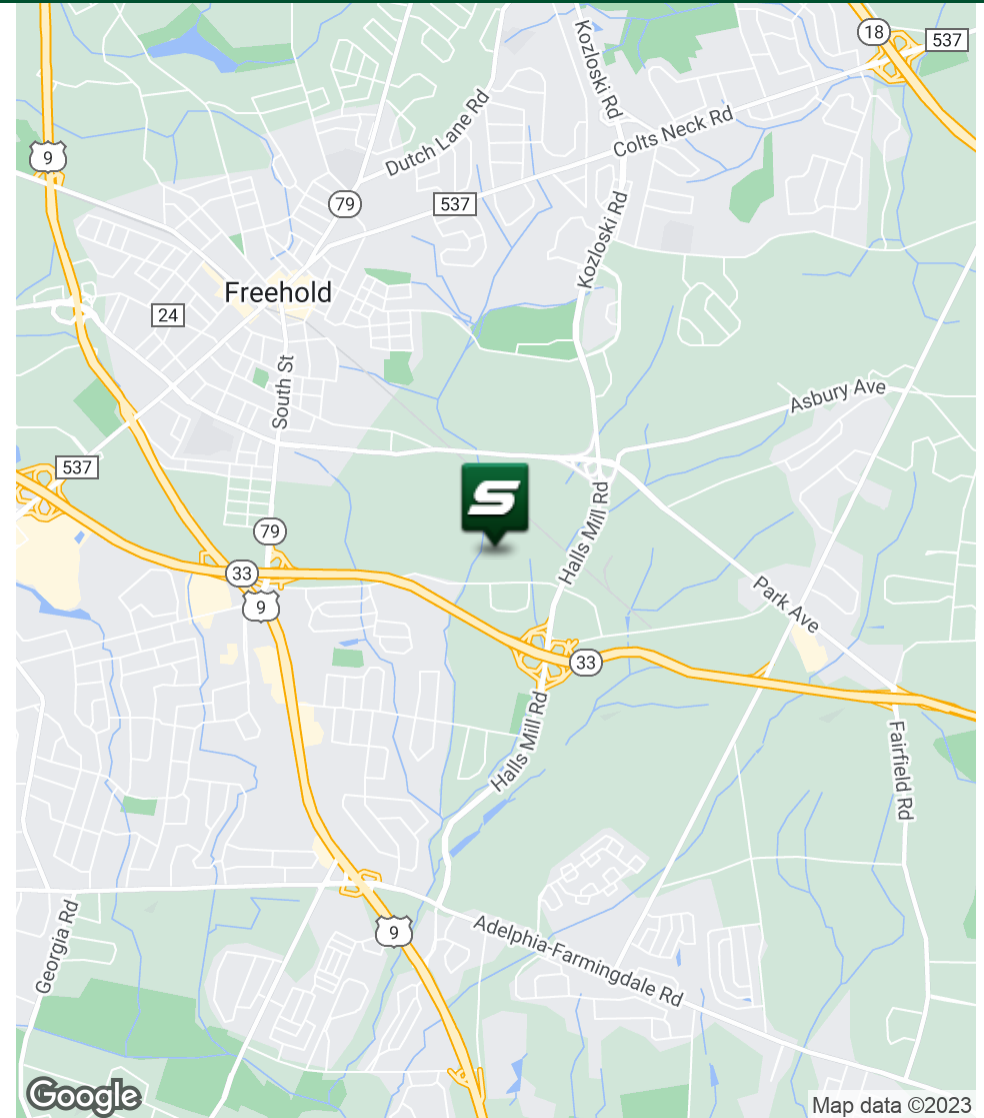 18
537
Kozloski Rd
Dutch Lane Rd
Colts Neck Rd
9
79
537
Kozloski Rd
Freehold
24
South St
Asbury Ave
537
S
Halls Mill Rd
79
33
9
Park Ave
33
Halls Mill Rd
Fairfield Rd
Georgia Rd
9
Adelphia-Farmingdale Rd
Google
Map data ©2023